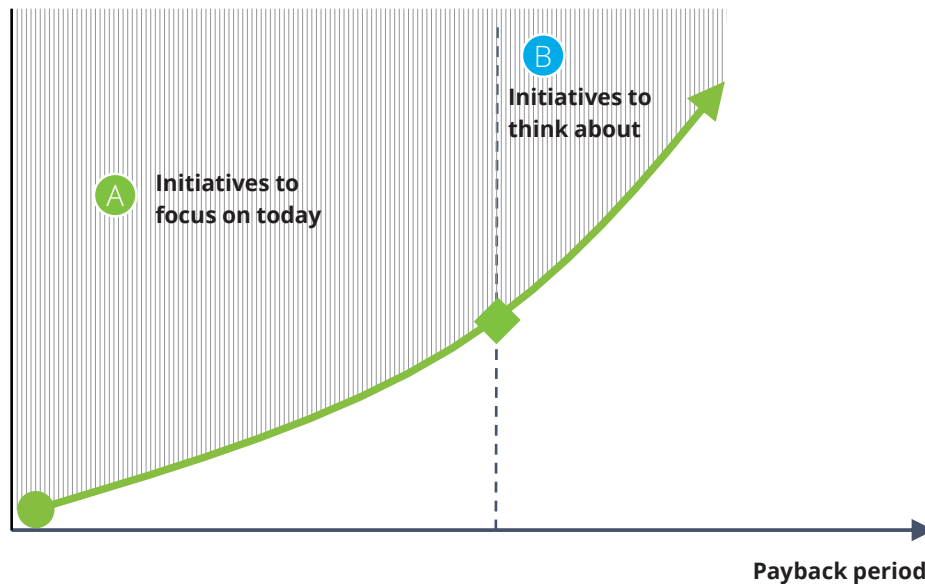 B
Initiatives to
think about
A
Initiatives to
focus on today
Payback period